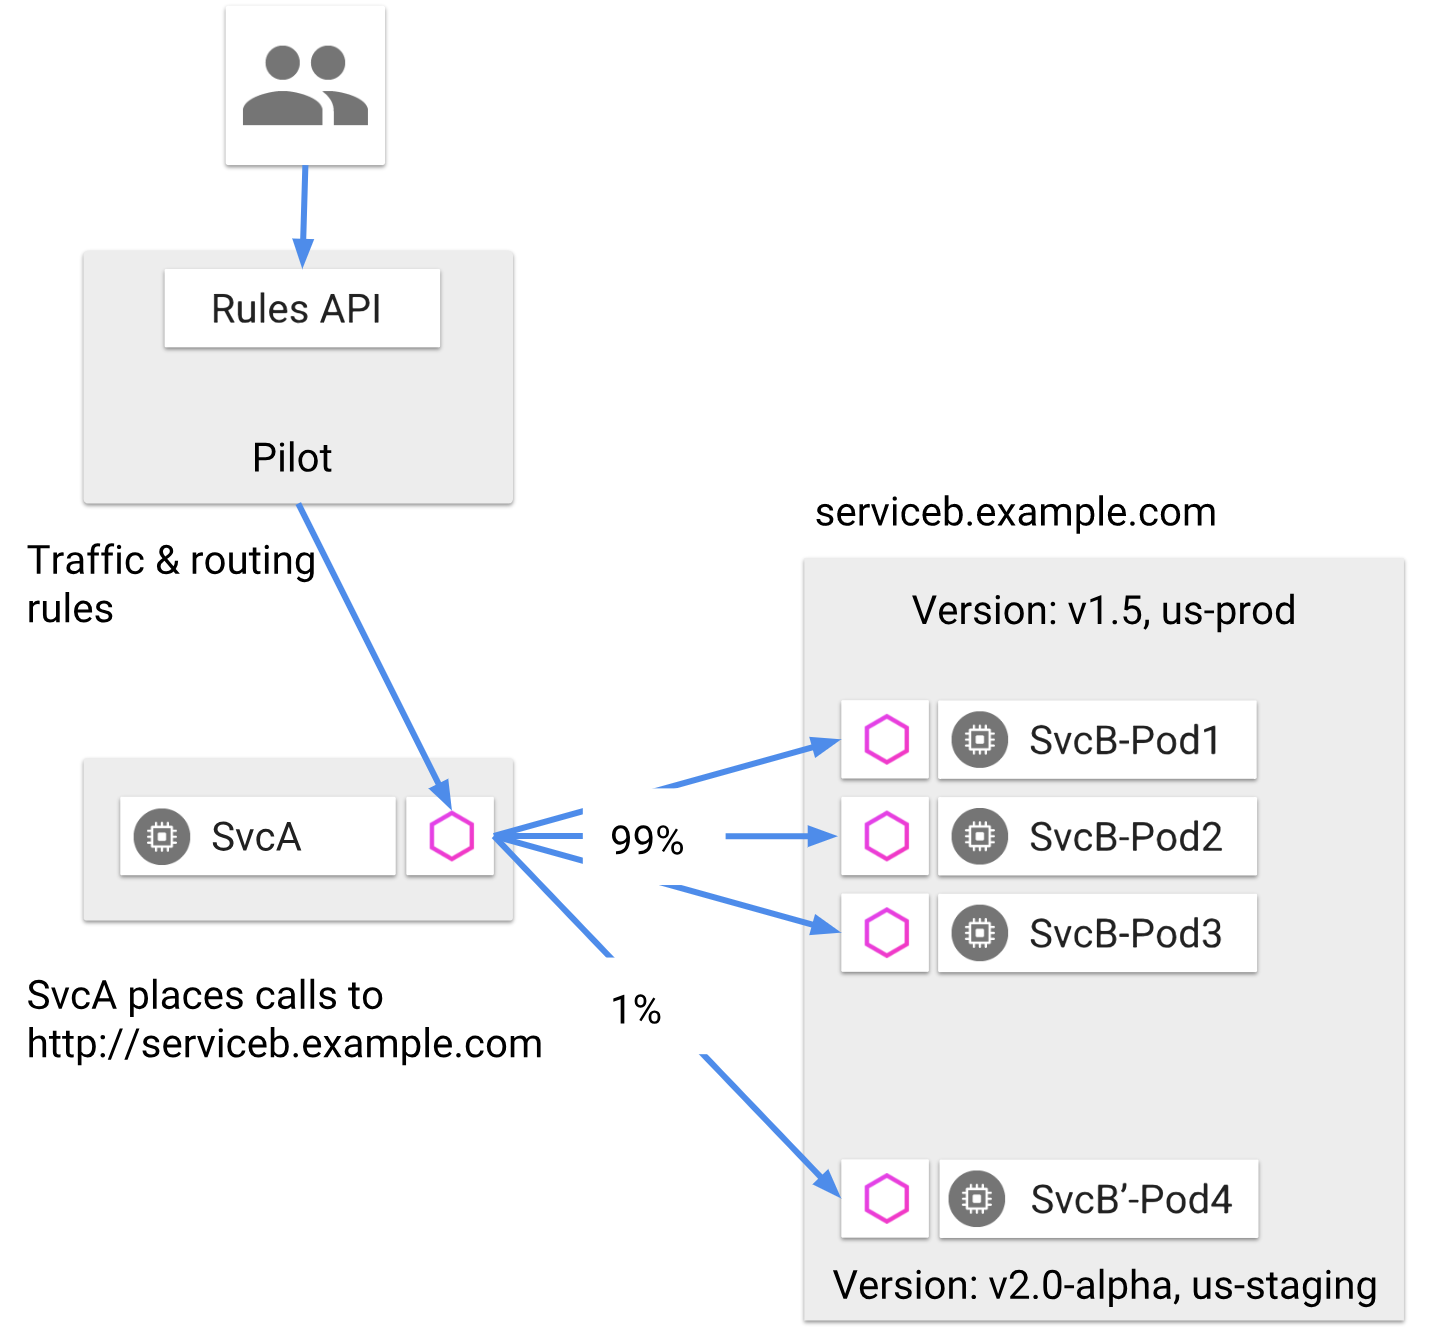 Rules API
Pilot
Traffic & routing
rules
serviceb.example.com
Version: v1.5, us-prod
SvcB-Pod1
SvcA
99%
SvcB-Pod2
SvcB-Pod3
SvcA places calls to
http://serviceb.example.com
1%
SvcB’-Pod4
Version: v2.0-alpha, us-staging